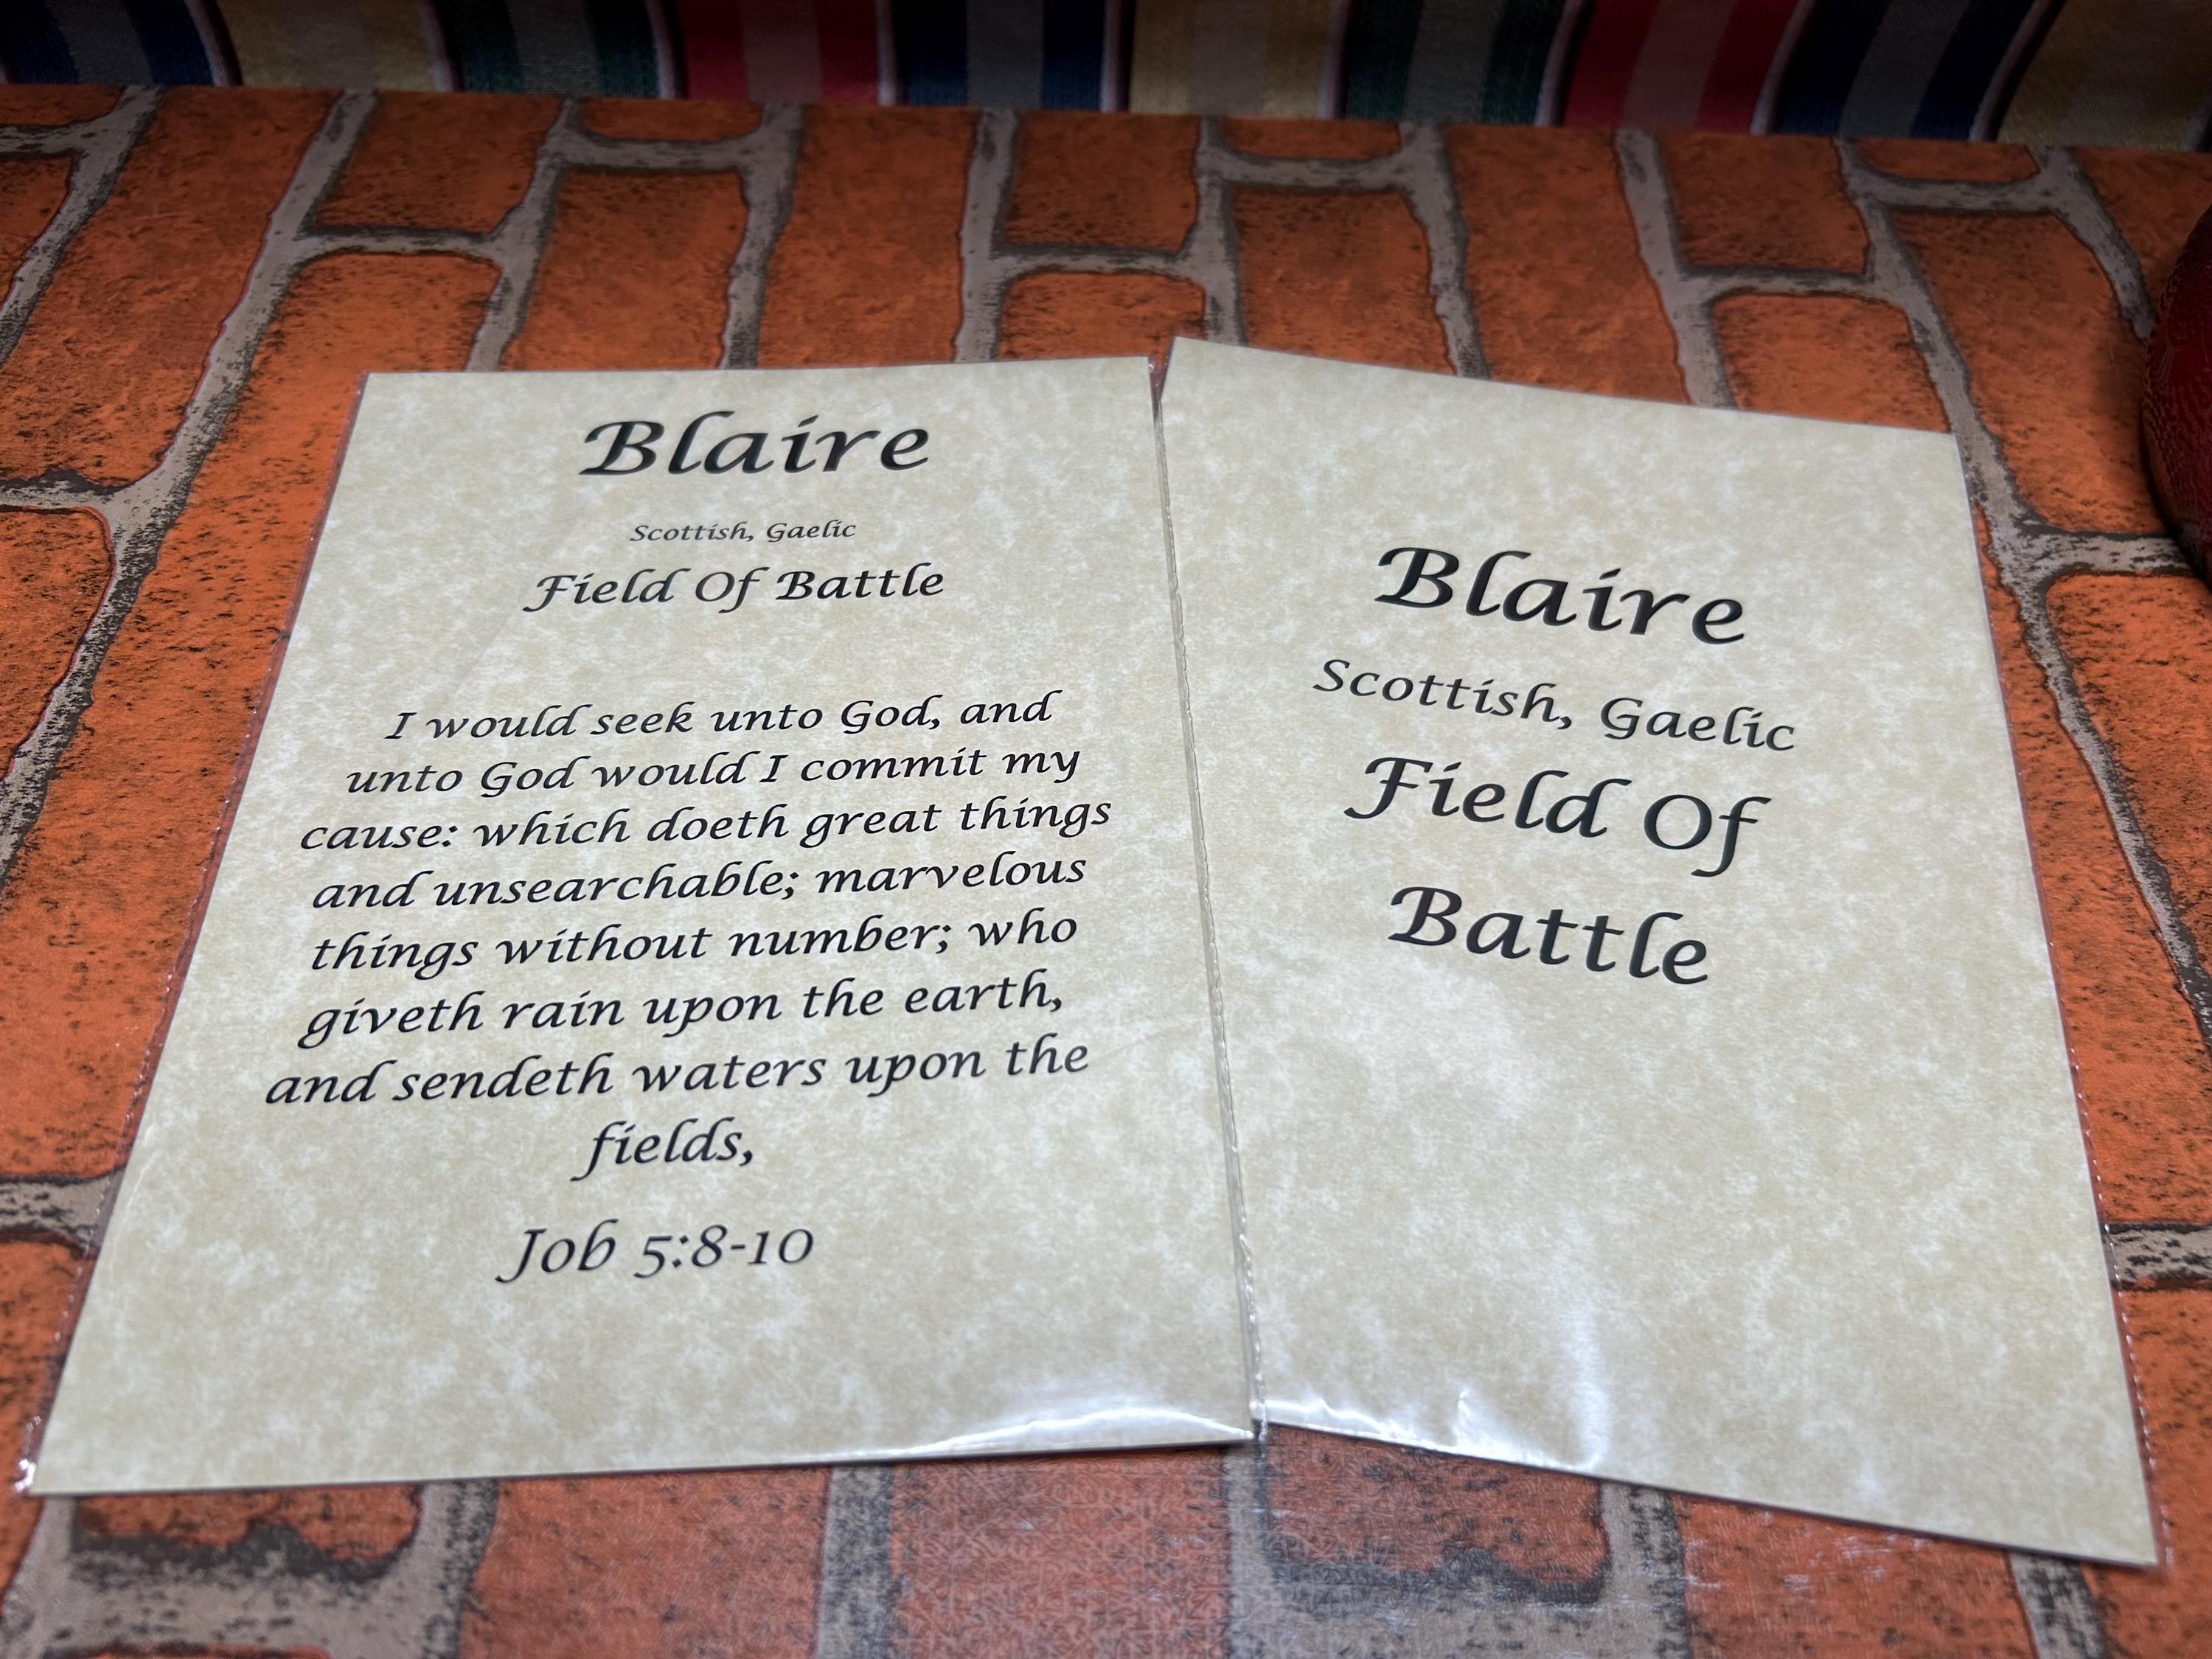 Blaire
Scottish, Gaelic
Field Of Battle
I would seek unto God, and
unto God would I commit my
cause: which doeth great things
and unsearchable; marvelous
things without number; who
giveth rain upon the earth,
and sendeth waters upon the
fields,
Job 5:8-10
Blaire
Scottish, Gaelic
Field Of
Battle